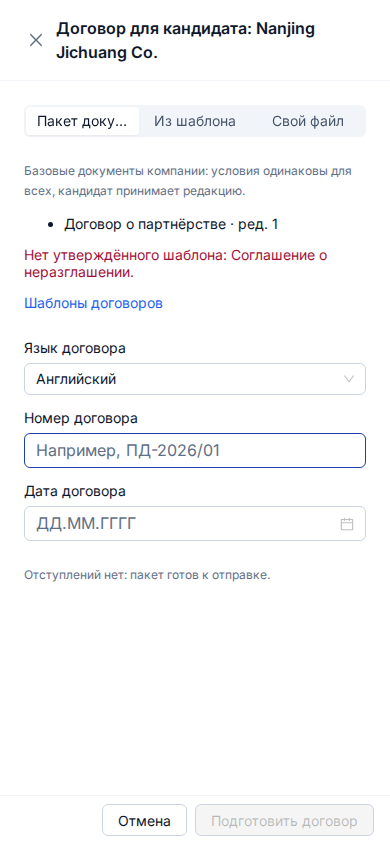 Договор для кандидата: Nanjing
Jichuang Co.
Пакет доку...
Из шаблона
Свой файл
Базовые документы компании: условия одинаковы для
всех, кандидат принимает редакцию.
• Договор о партнёрстве · ред. 1
Нет утверждённого шаблона: Соглашение о
неразглашении.
Шаблоны договоров
Язык договора
Английский
Номер договора
Например, ПД-2026/01
Дата договора
ДД.ММ.ГГГГ
Отступлений нет: пакет готов к отправке.
Отмена
Подготовить договор